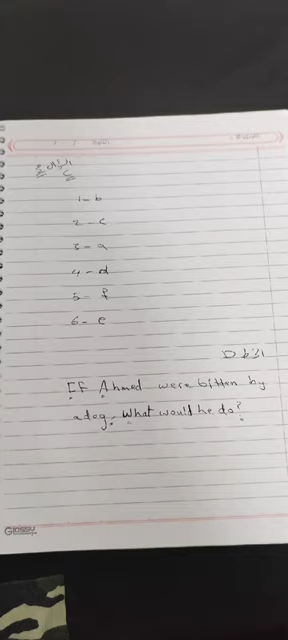 1- b
2- c
3- a
4- d
5- f
6- e
If Ahmed were bitten by
a dog, What would he do?